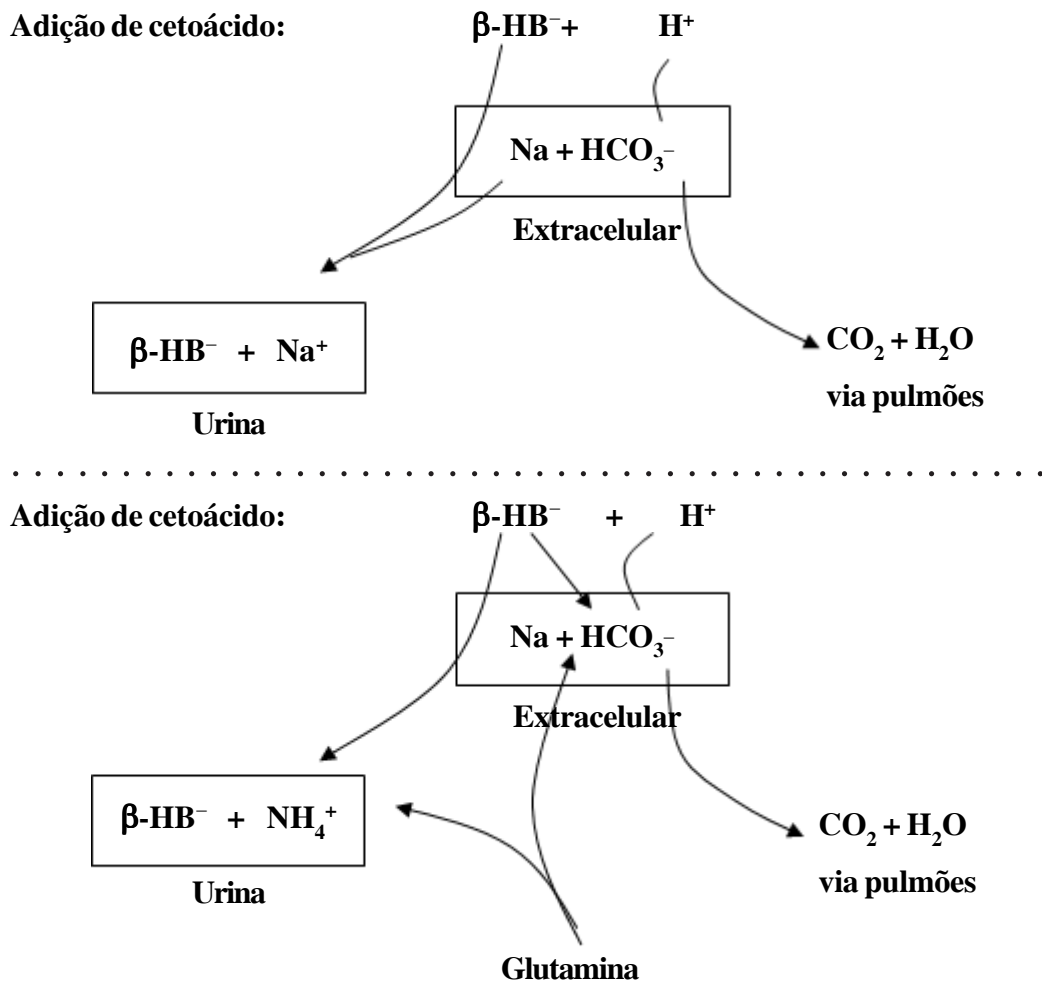 Adição de cetoácido: β-HB⁻ + H⁺
Na + HCO₃⁻
Extracelular
β-HB⁻ + Na⁺
CO₂ + H₂O
via pulmões
Urina
Adição de cetoácido: β-HB⁻ + H⁺
Na + HCO₃⁻
Extracelular
β-HB⁻ + NH₄⁺
CO₂ + H₂O
via pulmões
Urina
Glutamina